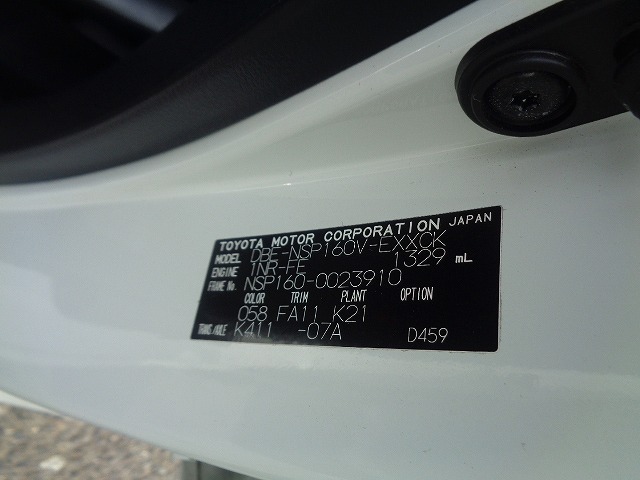 TOYOTA MOTOR CORPORATION JAPAN
MODEL DBE-NSP160V-EXXCK
ENGINE 1NR-FE 1329 mL
FRAME No. NSP160-0023910
COLOR TRIM PLANT OPTION
058 FA11 K21
TRANS/AXLE K411 -07A D459